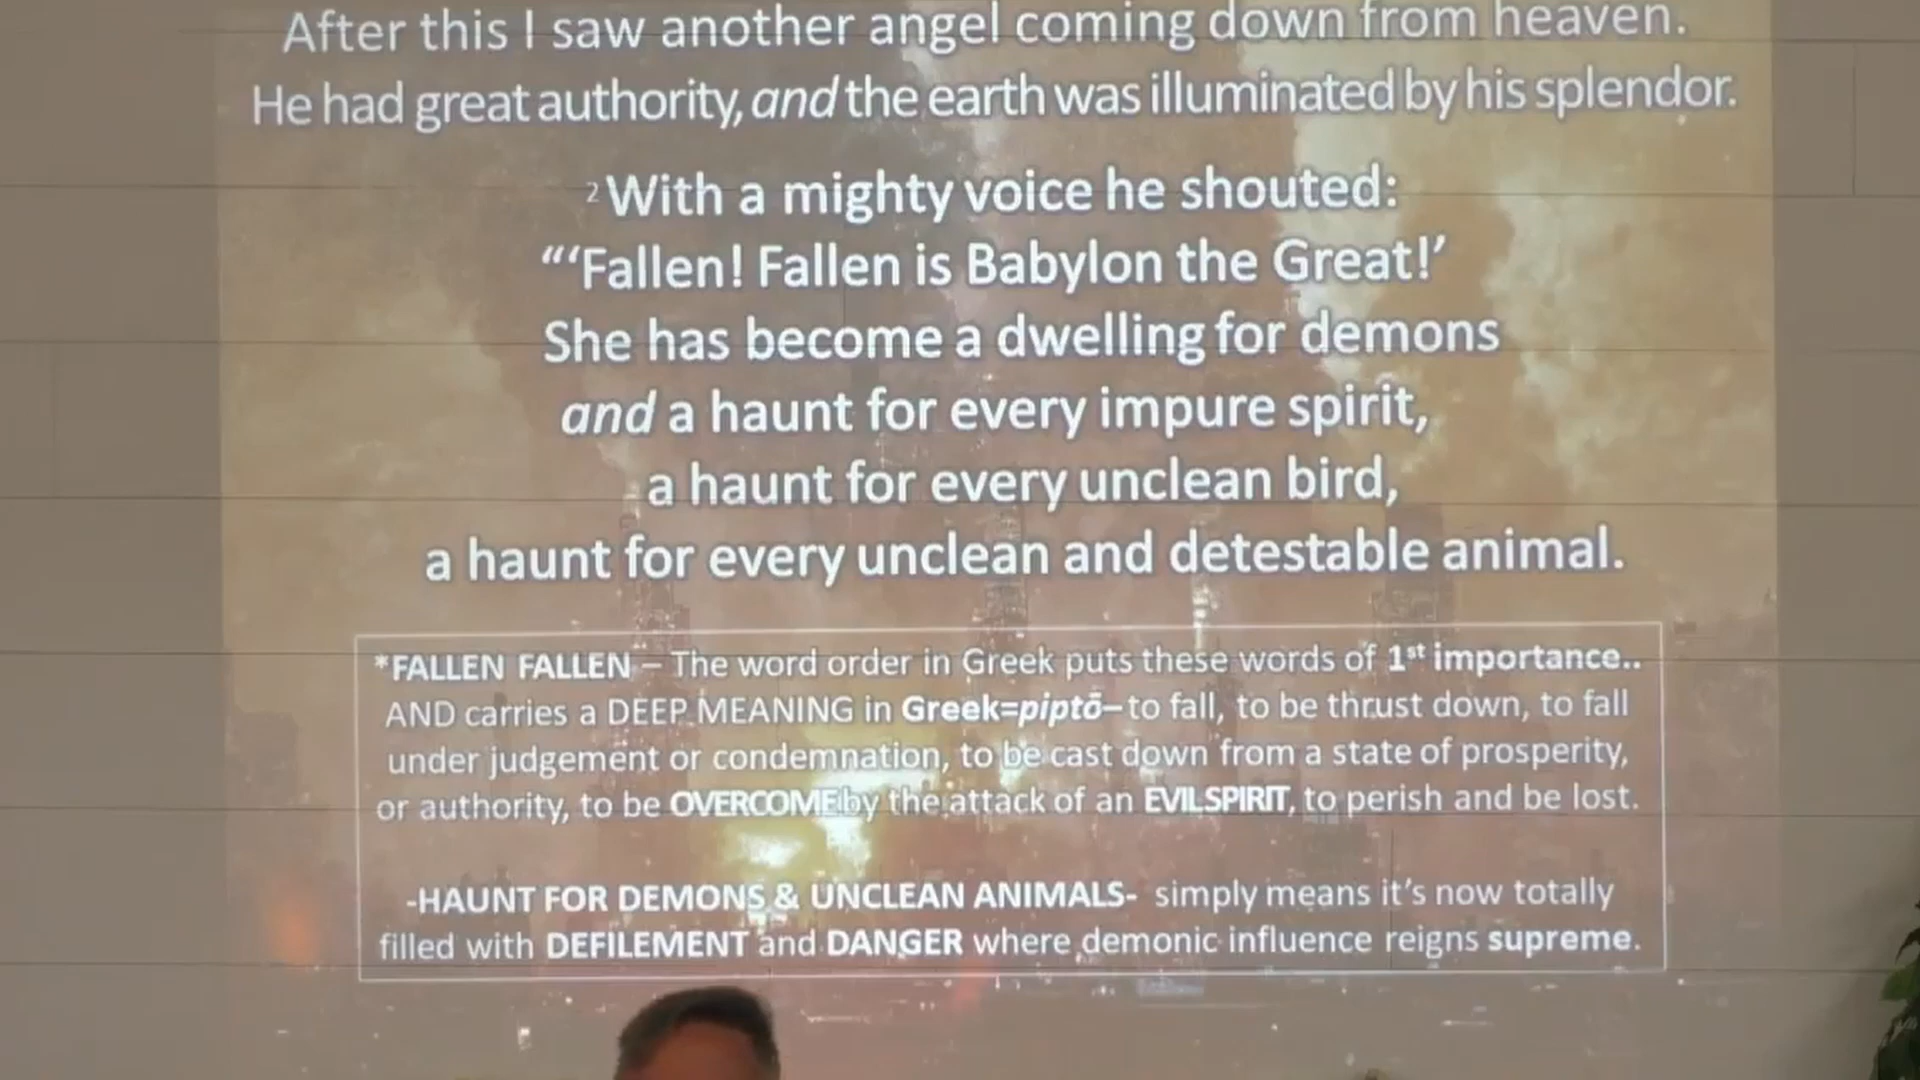 After this I saw another angel coming down from heaven.
He had great authority, and the earth was illuminated by his splendor.
2 With a mighty voice he shouted:
“‘Fallen! Fallen is Babylon the Great!’
She has become a dwelling for demons
and a haunt for every impure spirit,
a haunt for every unclean bird,
a haunt for every unclean and detestable animal.
*FALLEN FALLEN – The word order in Greek puts these words of 1st importance..
AND carries a DEEP MEANING in Greek=piptō– to fall, to be thrust down, to fall
under judgement or condemnation, to be cast down from a state of prosperity,
or authority, to be OVERCOME by the attack of an EVIL SPIRIT, to perish and be lost.
-HAUNT FOR DEMONS & UNCLEAN ANIMALS- simply means it’s now totally
filled with DEFILEMENT and DANGER where demonic influence reigns supreme.